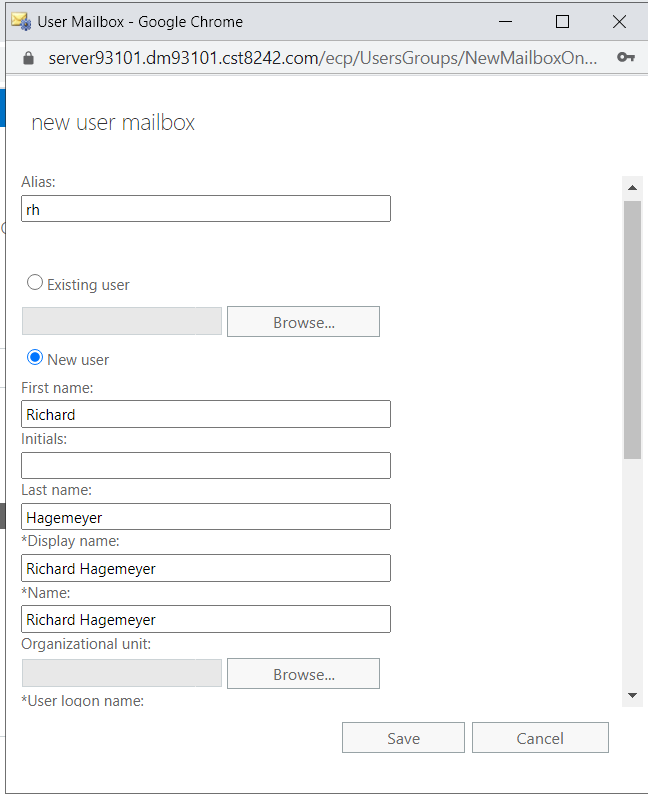 User Mailbox - Google Chrome
server93101.dm93101.cst8242.com/ecp/UsersGroups/NewMailboxOn...
new user mailbox
Alias:
rh
Existing user
Browse...
New user
First name:
Richard
Initials:
Last name:
Hagemeyer
*Display name:
Richard Hagemeyer
*Name:
Richard Hagemeyer
Organizational unit:
Browse...
*User logon name:
Save Cancel